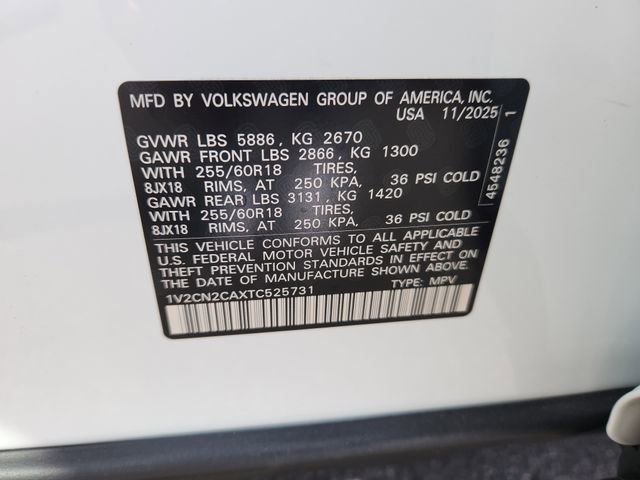 MFD BY VOLKSWAGEN GROUP OF AMERICA, INC.
USA 11/2025
GVWR LBS 5886, KG 2670
GAWR FRONT LBS 2866, KG 1300
WITH 255/60R18 TIRES,
8JX18 RIMS, AT 250 KPA, 36 PSI COLD
GAWR REAR LBS 3131, KG 1420
WITH 255/60R18 TIRES,
8JX18 RIMS, AT 250 KPA, 36 PSI COLD
THIS VEHICLE CONFORMS TO ALL APPLICABLE
U.S. FEDERAL MOTOR VEHICLE SAFETY AND
THEFT PREVENTION STANDARDS IN EFFECT ON
THE DATE OF MANUFACTURE SHOWN ABOVE.
1V2CN2CAXTC525731 TYPE: MPV
4548236 1